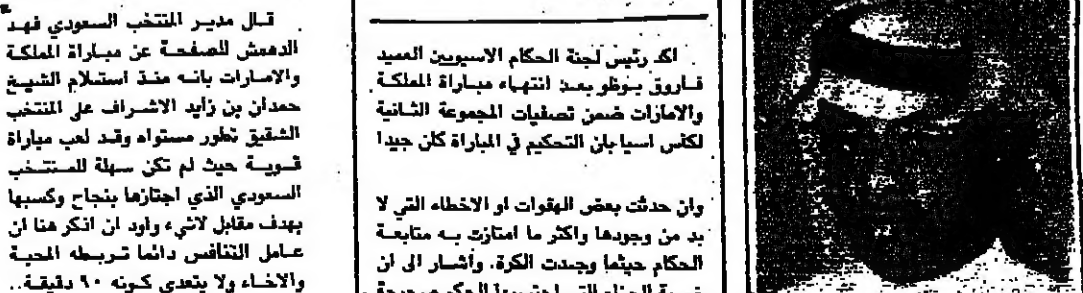 اكد رئيس لجنة الحكام الاسيويين العميد
فاروق بوظو بعد انتهاء مباراة المملكة
والامارات ضمن تصفيات المجموعة الثانية
لكأس اسيا بان التحكيم في المباراة كان جيدا
وان حدثت بعض الهفوات او الاخطاء التي لا
بد من وجودها واكثر ما امتازت به متابعة
الحكام حيثما وجدت الكرة. وأشار الى ان
قال مدير المنتخب السعودي فهد
الدهمش للصفحة عن مباراة المملكة
والامارات بانه منذ استلام الشيخ
حمدان بن زايد الاشراف على المنتخب
الشقيق تطور مستواه وقد لعب مباراة
قوية حيث لم تكن سهلة للمنتخب
السعودي الذي اجتازها بنجاح وكسبها
بهدف مقابل لاشيء واود ان اذكر هنا ان
عامل التنافس دائما تربطه المحبة
والاخاء ولا يتعدى كونه ٩٠ دقيقة..